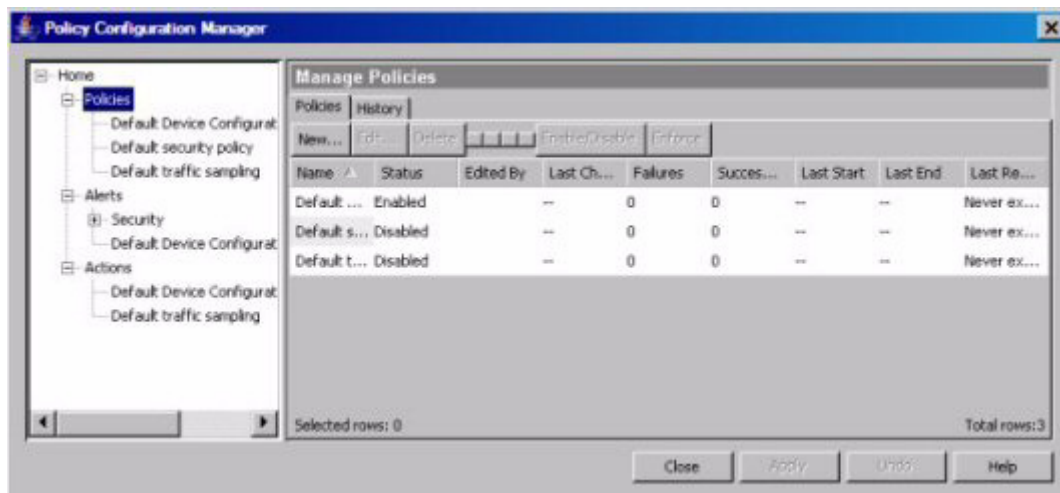 Policy Configuration Manager
Home
Policies
Default Device Configurat
Default security policy
Default traffic sampling
Alerts
Security
Default Device Configurat
Actions
Default Device Configurat
Default traffic sampling
Manage Policies
Policies History
New... Edit... Delete Enable/Disable Enforce
Name Status Edited By Last Ch... Failures Succes... Last Start Last End Last Re...
Default ... Enabled -- 0 0 -- -- Never ex...
Default s... Disabled -- 0 0 -- -- Never ex...
Default t... Disabled -- 0 0 -- -- Never ex...
Selected rows: 0 Total rows:3
Close Apply Undo Help